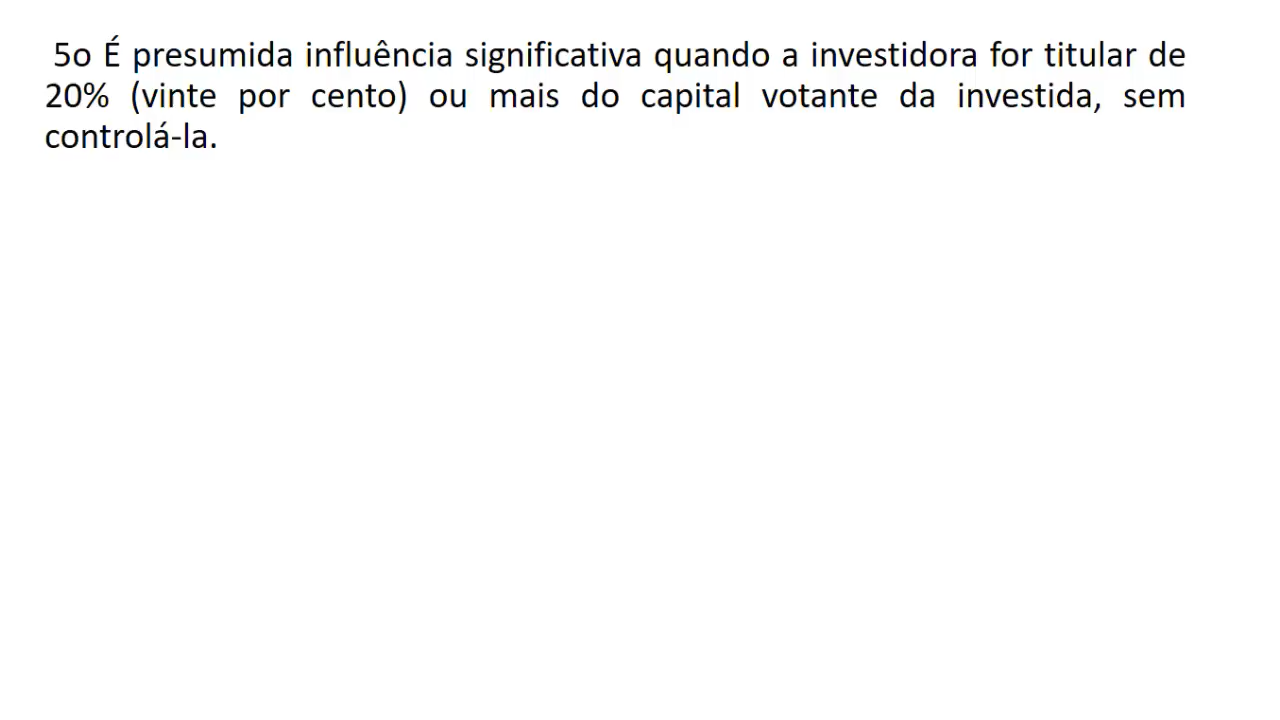 5o É presumida influência significativa quando a investidora for titular de
20% (vinte por cento) ou mais do capital votante da investida, sem
controlá-la.